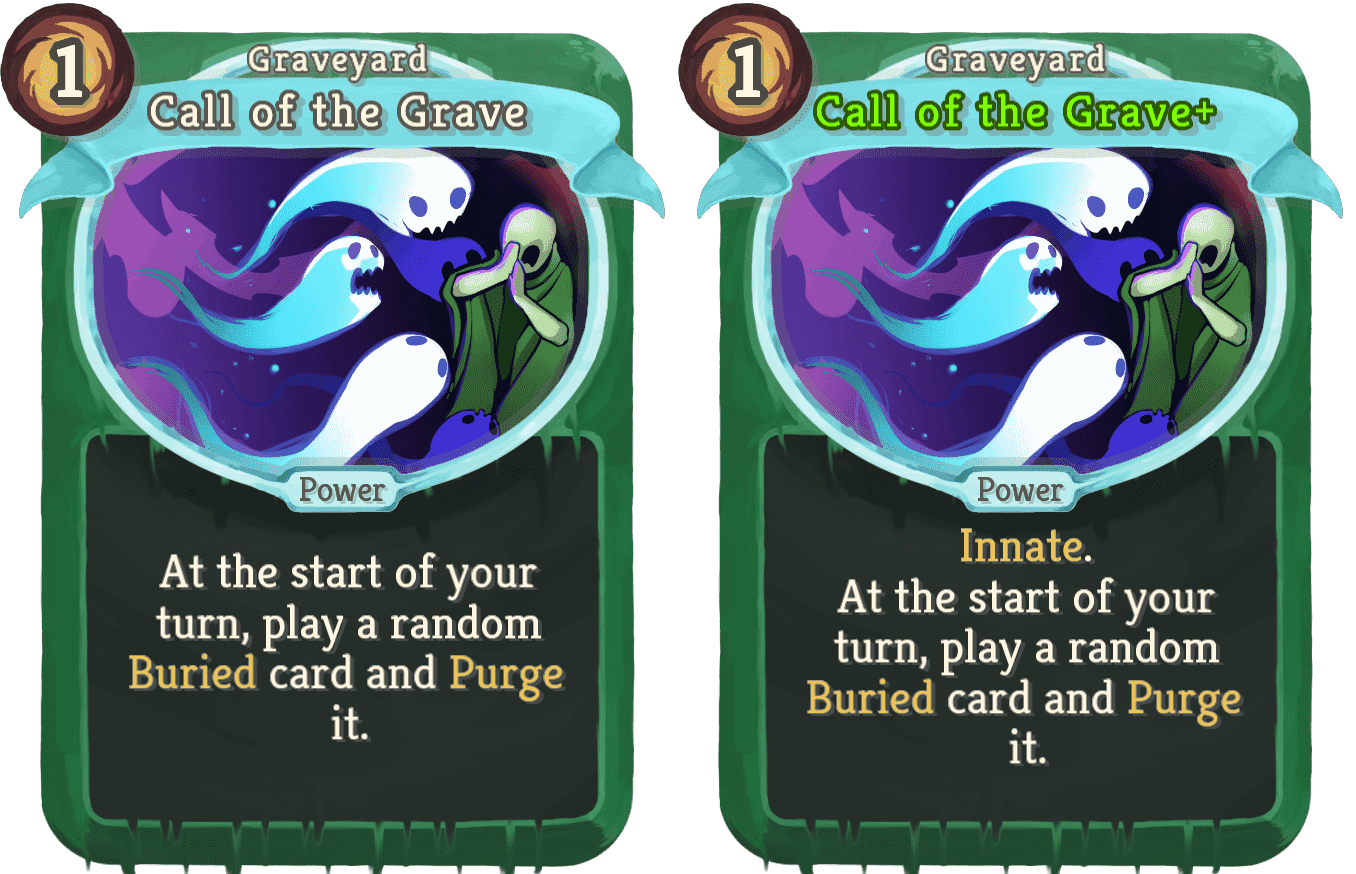 1
Graveyard
Call of the Grave
Power
At the start of your
turn, play a random
Buried card and Purge
it.
1
Graveyard
Call of the Grave+
Power
Innate.
At the start of your
turn, play a random
Buried card and Purge
it.